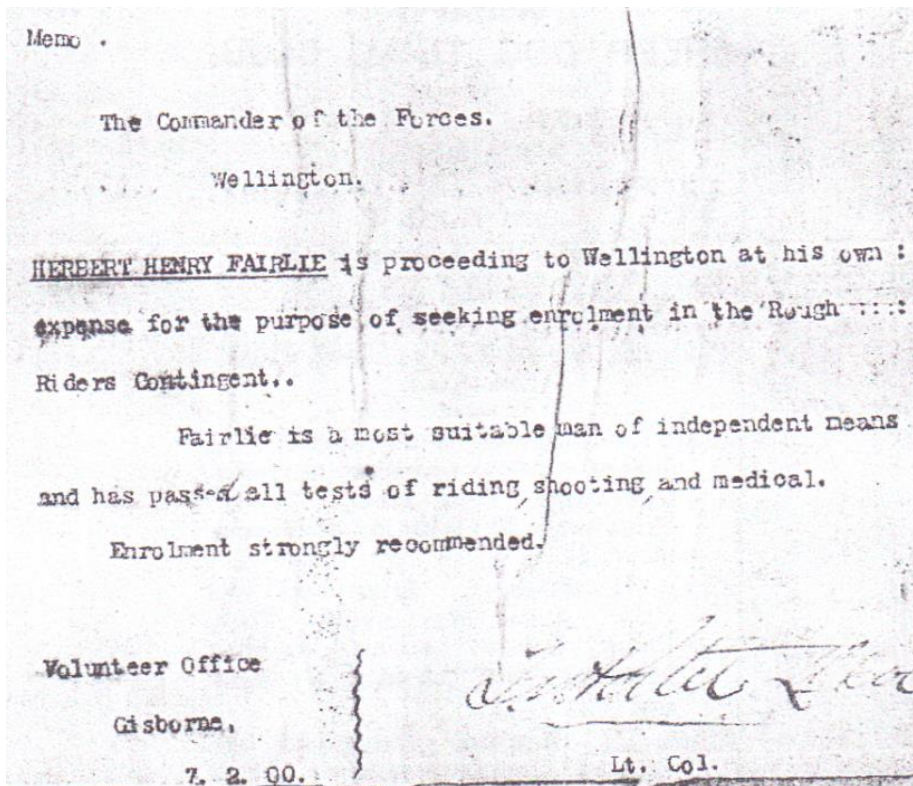 Memo .
The Commander of the Forces.
Wellington.
HERBERT HENRY FAIRLIE is proceeding to Wellington at his own :
expense for the purpose of seeking enrolment in the Rough ::::
Riders Contingent..
Fairlie is a most suitable man of independent means
and has passed all tests of riding, shooting, and medical.
Enrolment strongly recommended.
Volunteer Office
Gisborne.
7. 2. 00.
Lt. Col.